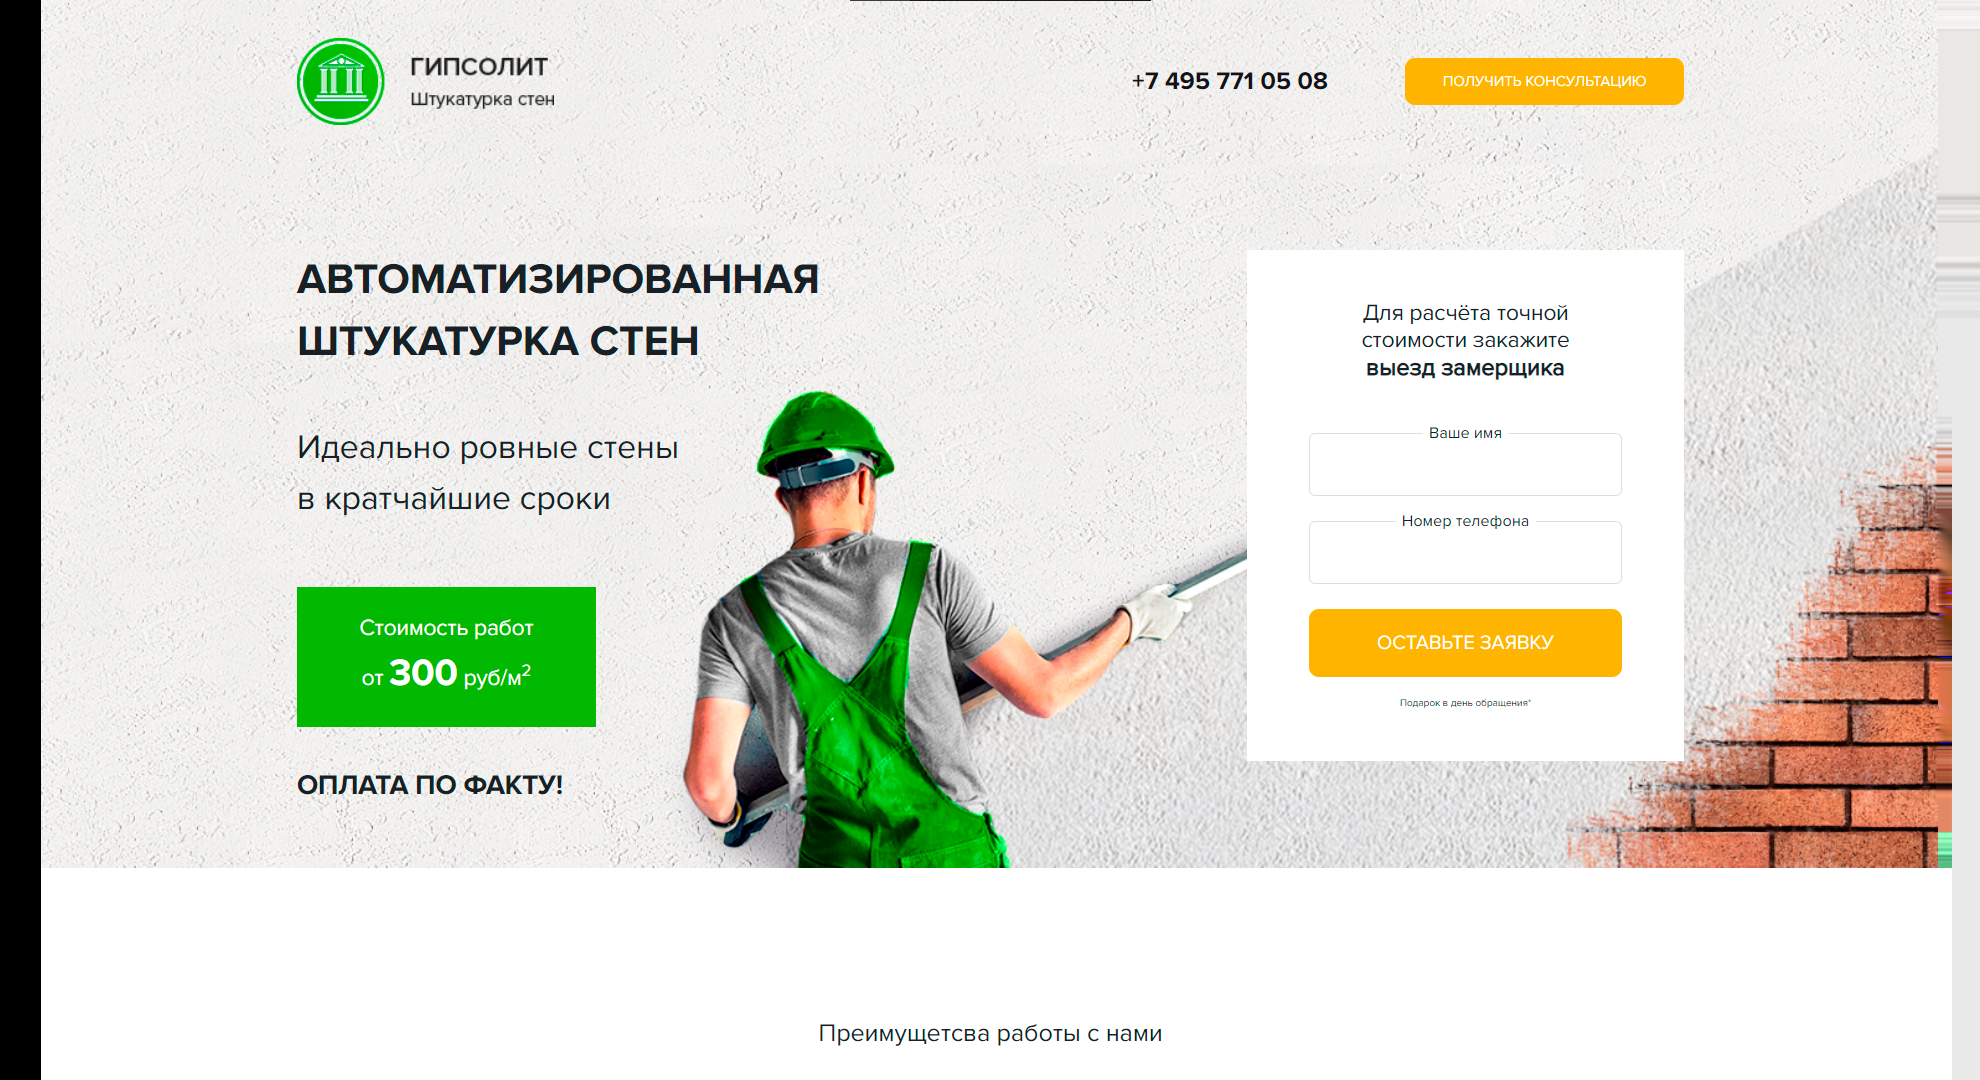 ГИПСОЛИТ
Штукатурка стен
+7 495 771 05 08
ПОЛУЧИТЬ КОНСУЛЬТАЦИЮ
АВТОМАТИЗИРОВАННАЯ
ШТУКАТУРКА СТЕН
Идеально ровные стены
в кратчайшие сроки
Стоимость работ
от 300 руб/м²
ОПЛАТА ПО ФАКТУ!
Для расчёта точной
стоимости закажите
выезд замерщика
Ваше имя
Номер телефона
ОСТАВЬТЕ ЗАЯВКУ
Подарок в день обращения*
Преимущетсва работы с нами